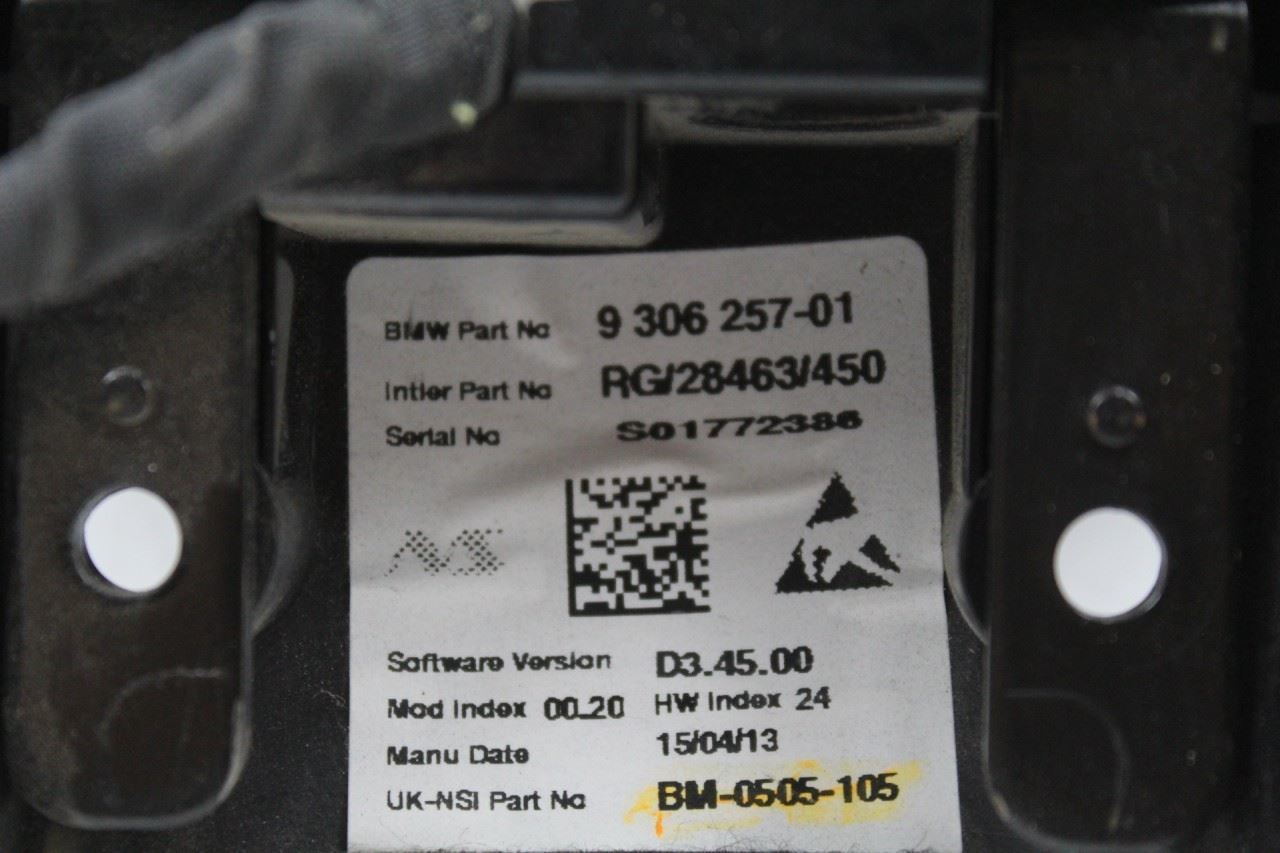 BMW Part No 9 306 257-01
Intier Part No RG/28463/450
Serial No S01772386
NS
Software Version D3.45.00
Mod Index 00.20 HW Index 24
Manu Date 15/04/13
UK-NSI Part No BM-0505-105